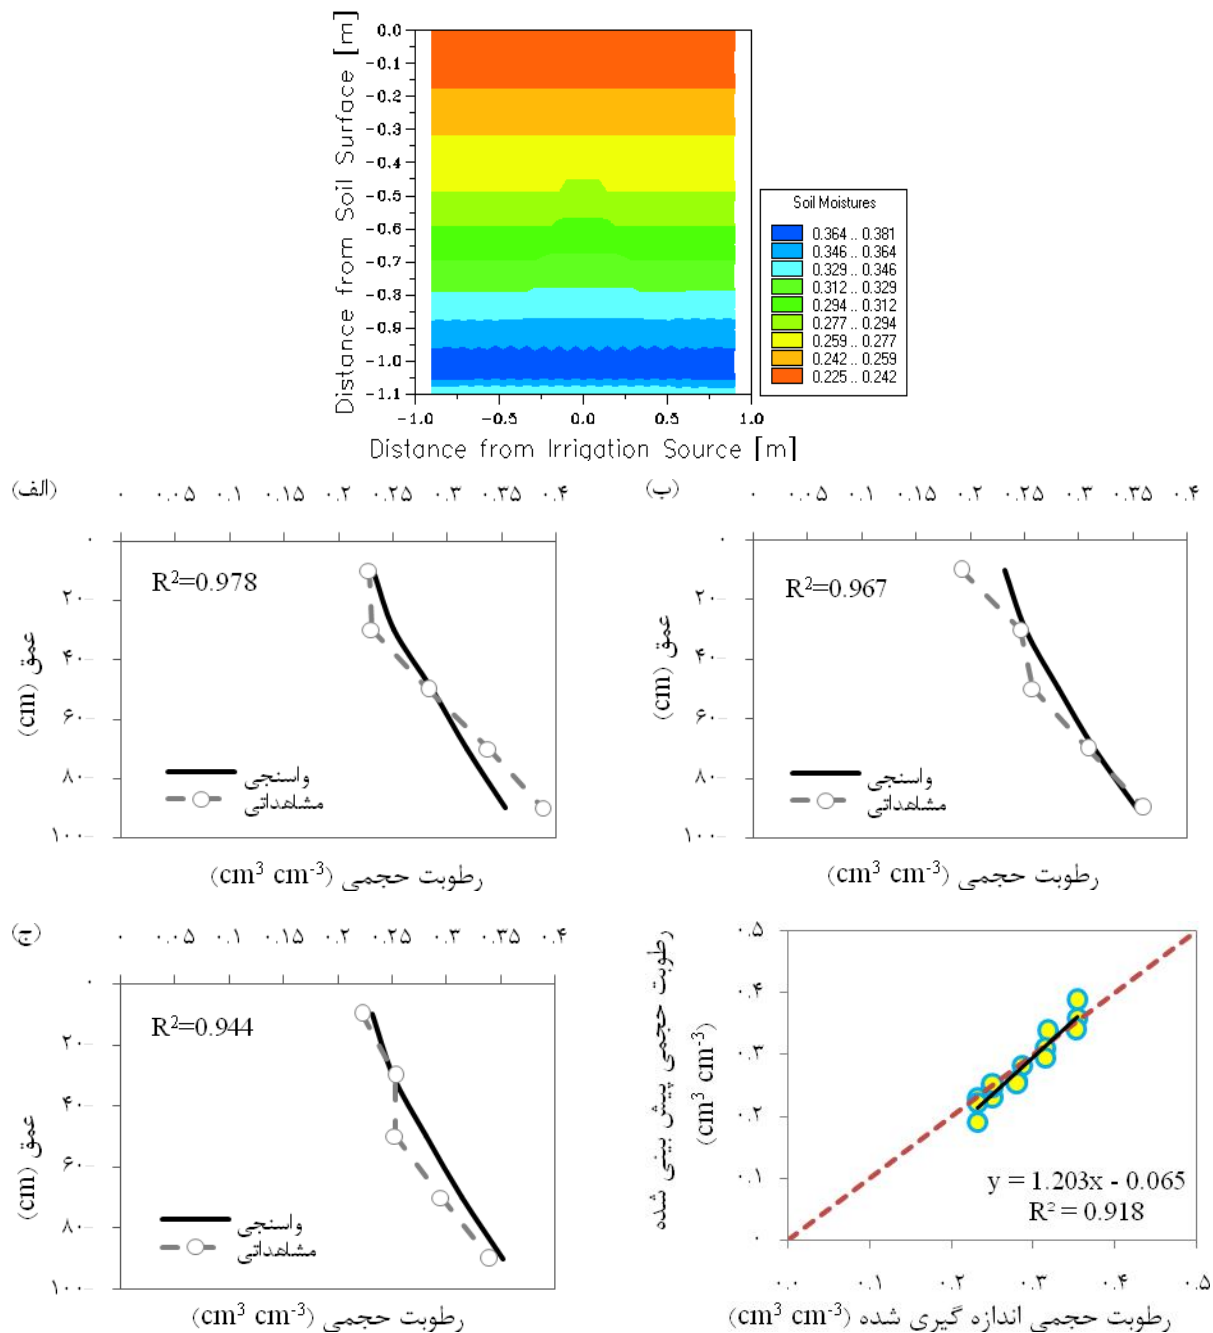 Distance from Soil Surface [m]
0.0
-0.1
-0.2
-0.3
-0.4
-0.5
-0.6
-0.7
-0.8
-0.9
-1.0
-1.1
-1.0 -0.5 0.0 0.5 1.0
Distance from Irrigation Source [m]
Soil Moistures
0.364 .. 0.381
0.346 .. 0.364
0.329 .. 0.346
0.312 .. 0.329
0.294 .. 0.312
0.277 .. 0.294
0.259 .. 0.277
0.242 .. 0.259
0.225 .. 0.242
(الف)
۰ ۰.۰۵ ۰.۱ ۰.۱۵ ۰.۲ ۰.۲۵ ۰.۳ ۰.۳۵ ۰.۴
۰
۲۰
۴۰
۶۰
۸۰
۱۰۰
عمق (cm)
R²=0.978
واسنجی
مشاهداتی
رطوبت حجمی (cm³ cm⁻³)
(ب)
۰ ۰.۰۵ ۰.۱ ۰.۱۵ ۰.۲ ۰.۲۵ ۰.۳ ۰.۳۵ ۰.۴
۰
۲۰
۴۰
۶۰
۸۰
۱۰۰
عمق (cm)
R²=0.967
واسنجی
مشاهداتی
رطوبت حجمی (cm³ cm⁻³)
(ج)
۰ ۰.۰۵ ۰.۱ ۰.۱۵ ۰.۲ ۰.۲۵ ۰.۳ ۰.۳۵ ۰.۴
۰
۲۰
۴۰
۶۰
۸۰
۱۰۰
عمق (cm)
R²=0.944
واسنجی
مشاهداتی
رطوبت حجمی (cm³ cm⁻³)
رطوبت حجمی پیش بینی شده
(cm³ cm⁻³)
۰.۵
۰.۴
۰.۳
۰.۲
۰.۱
۰
y = 1.203x - 0.065
R² = 0.918
۰.۰ ۰.۱ ۰.۲ ۰.۳ ۰.۴ ۰.۵
رطوبت حجمی اندازه گیری شده (cm³ cm⁻³)